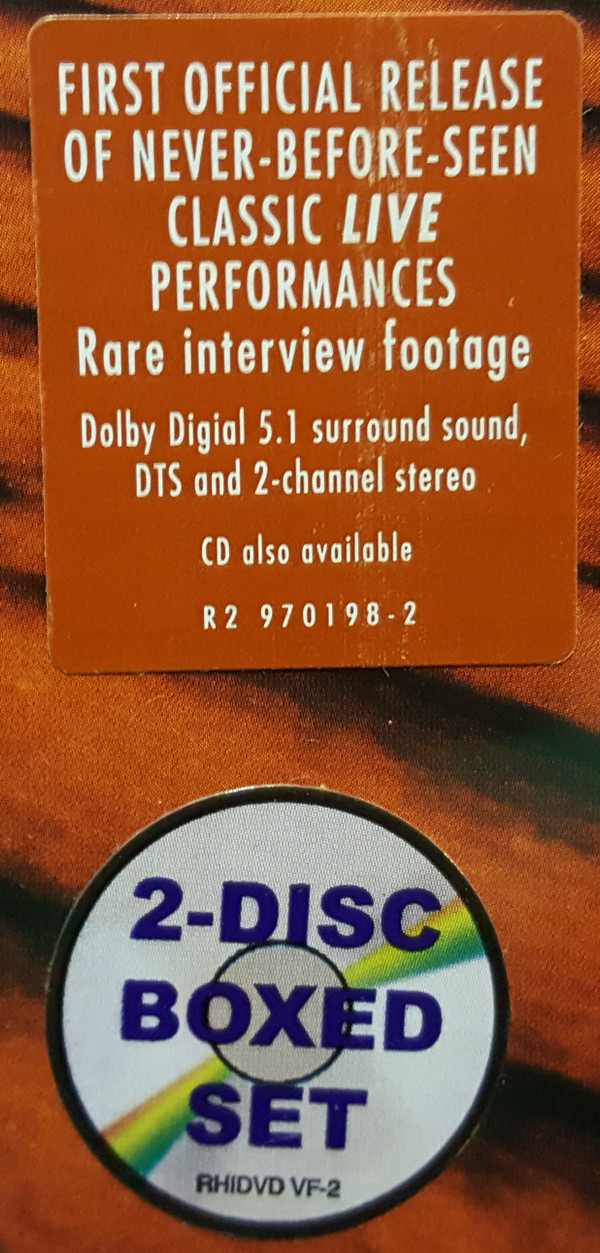 FIRST OFFICIAL RELEASE
OF NEVER-BEFORE-SEEN
CLASSIC LIVE
PERFORMANCES
Rare interview footage
Dolby Digial 5.1 surround sound,
DTS and 2-channel stereo
CD also available
R2 970198-2
2-DISC
BOXED
SET
RHIDVD VF-2